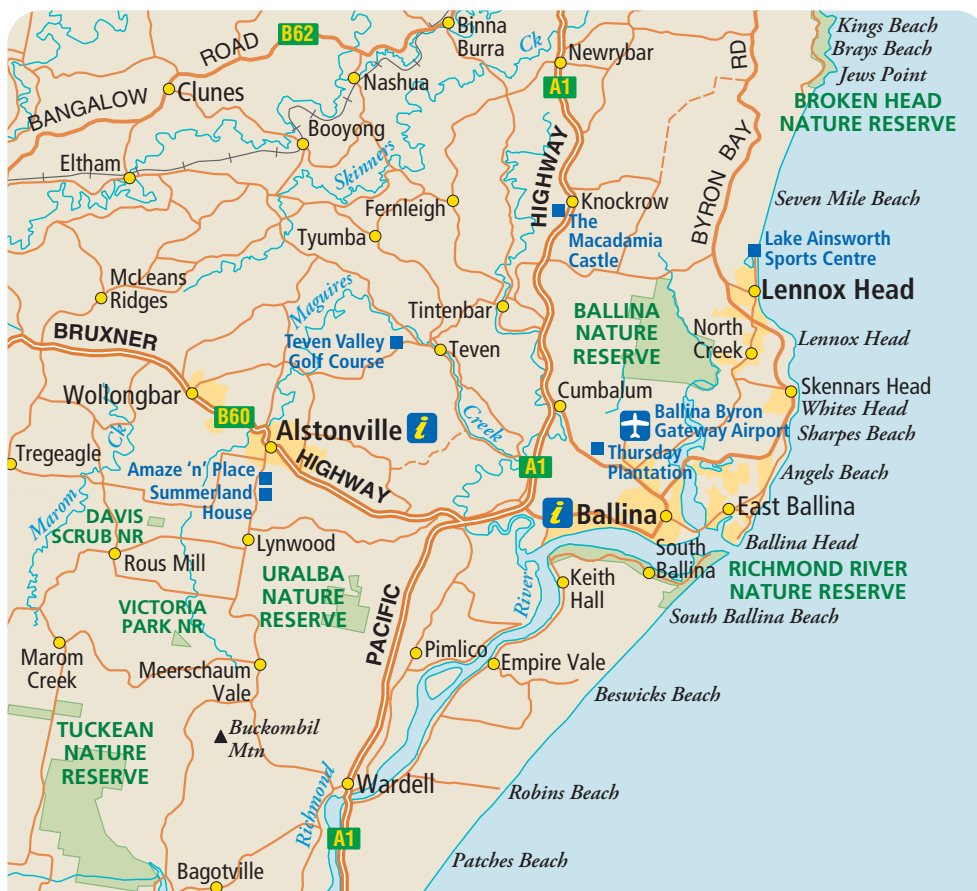 Kings Beach
Brays Beach
Jews Point
BROKEN HEAD
NATURE RESERVE
Binna
Burra
B62
ROAD
BANGALOW
Clunes
Nashua
Ck
Newrybar
A1
RD
BYRON BAY
Booyong
Eltham
Skinners
HIGHWAY
Fernleigh
Tyumba
Knockrow
The
Macadamia
Castle
Seven Mile Beach
Lake Ainsworth
Sports Centre
Lennox Head
McLeans
Ridges
Maguires
Tintenbar
BALLINA
NATURE
RESERVE
North
Creek
Lennox Head
BRUXNER
Teven Valley
Golf Course
Teven
Wollongbar
Cumbalum
Skennars Head
Whites Head
Sharpes Beach
B60
Alstonville
i
Creek
Ballina Byron
Gateway Airport
Thursday
Plantation
Ck
Tregeagle
HIGHWAY
A1
Amaze 'n' Place
Summerland
House
Angels Beach
Marom
DAVIS
SCRUB NR
i
Ballina
East Ballina
Lynwood
Rous Mill
Ballina Head
South
Ballina
RICHMOND RIVER
NATURE RESERVE
URALBA
NATURE
RESERVE
River
Keith
Hall
VICTORIA
PARK NR
PACIFIC
South Ballina Beach
Marom
Creek
Meerschaum
Vale
Pimlico
Empire Vale
Beswicks Beach
TUCKEAN
NATURE
RESERVE
Buckombil
Mtn
Richmond
Wardell
Robins Beach
A1
Patches Beach
Bagotville